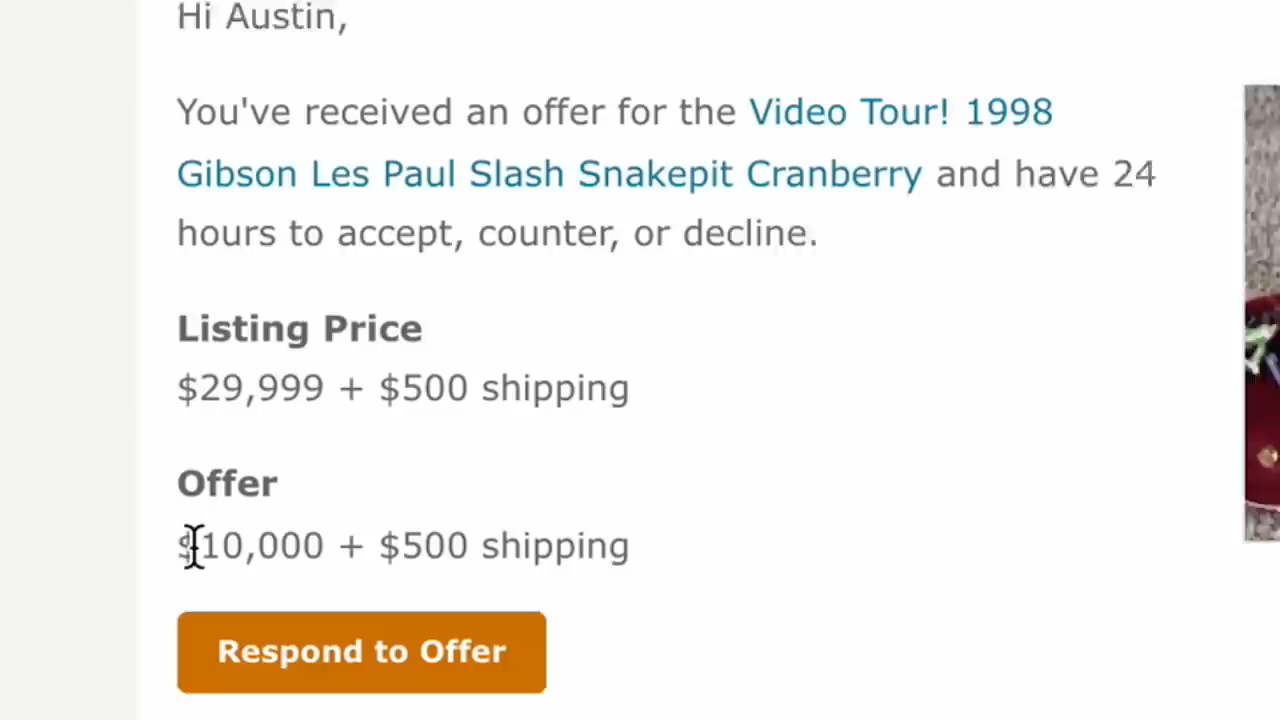 Hi Austin,
You've received an offer for the Video Tour! 1998
Gibson Les Paul Slash Snakepit Cranberry and have 24
hours to accept, counter, or decline.
Listing Price
$29,999 + $500 shipping
Offer
$10,000 + $500 shipping
Respond to Offer